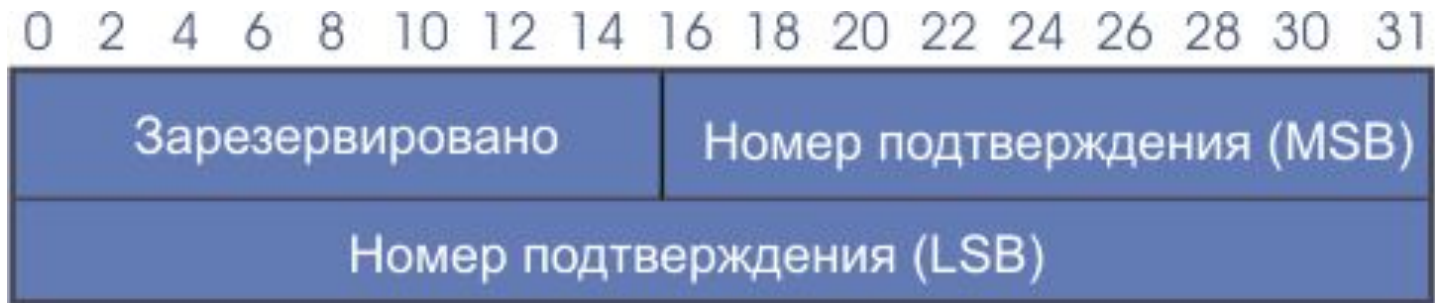 0 2 4 6 8 10 12 14 16 18 20 22 24 26 28 30 31
Зарезервировано Номер подтверждения (MSB)
Номер подтверждения (LSB)